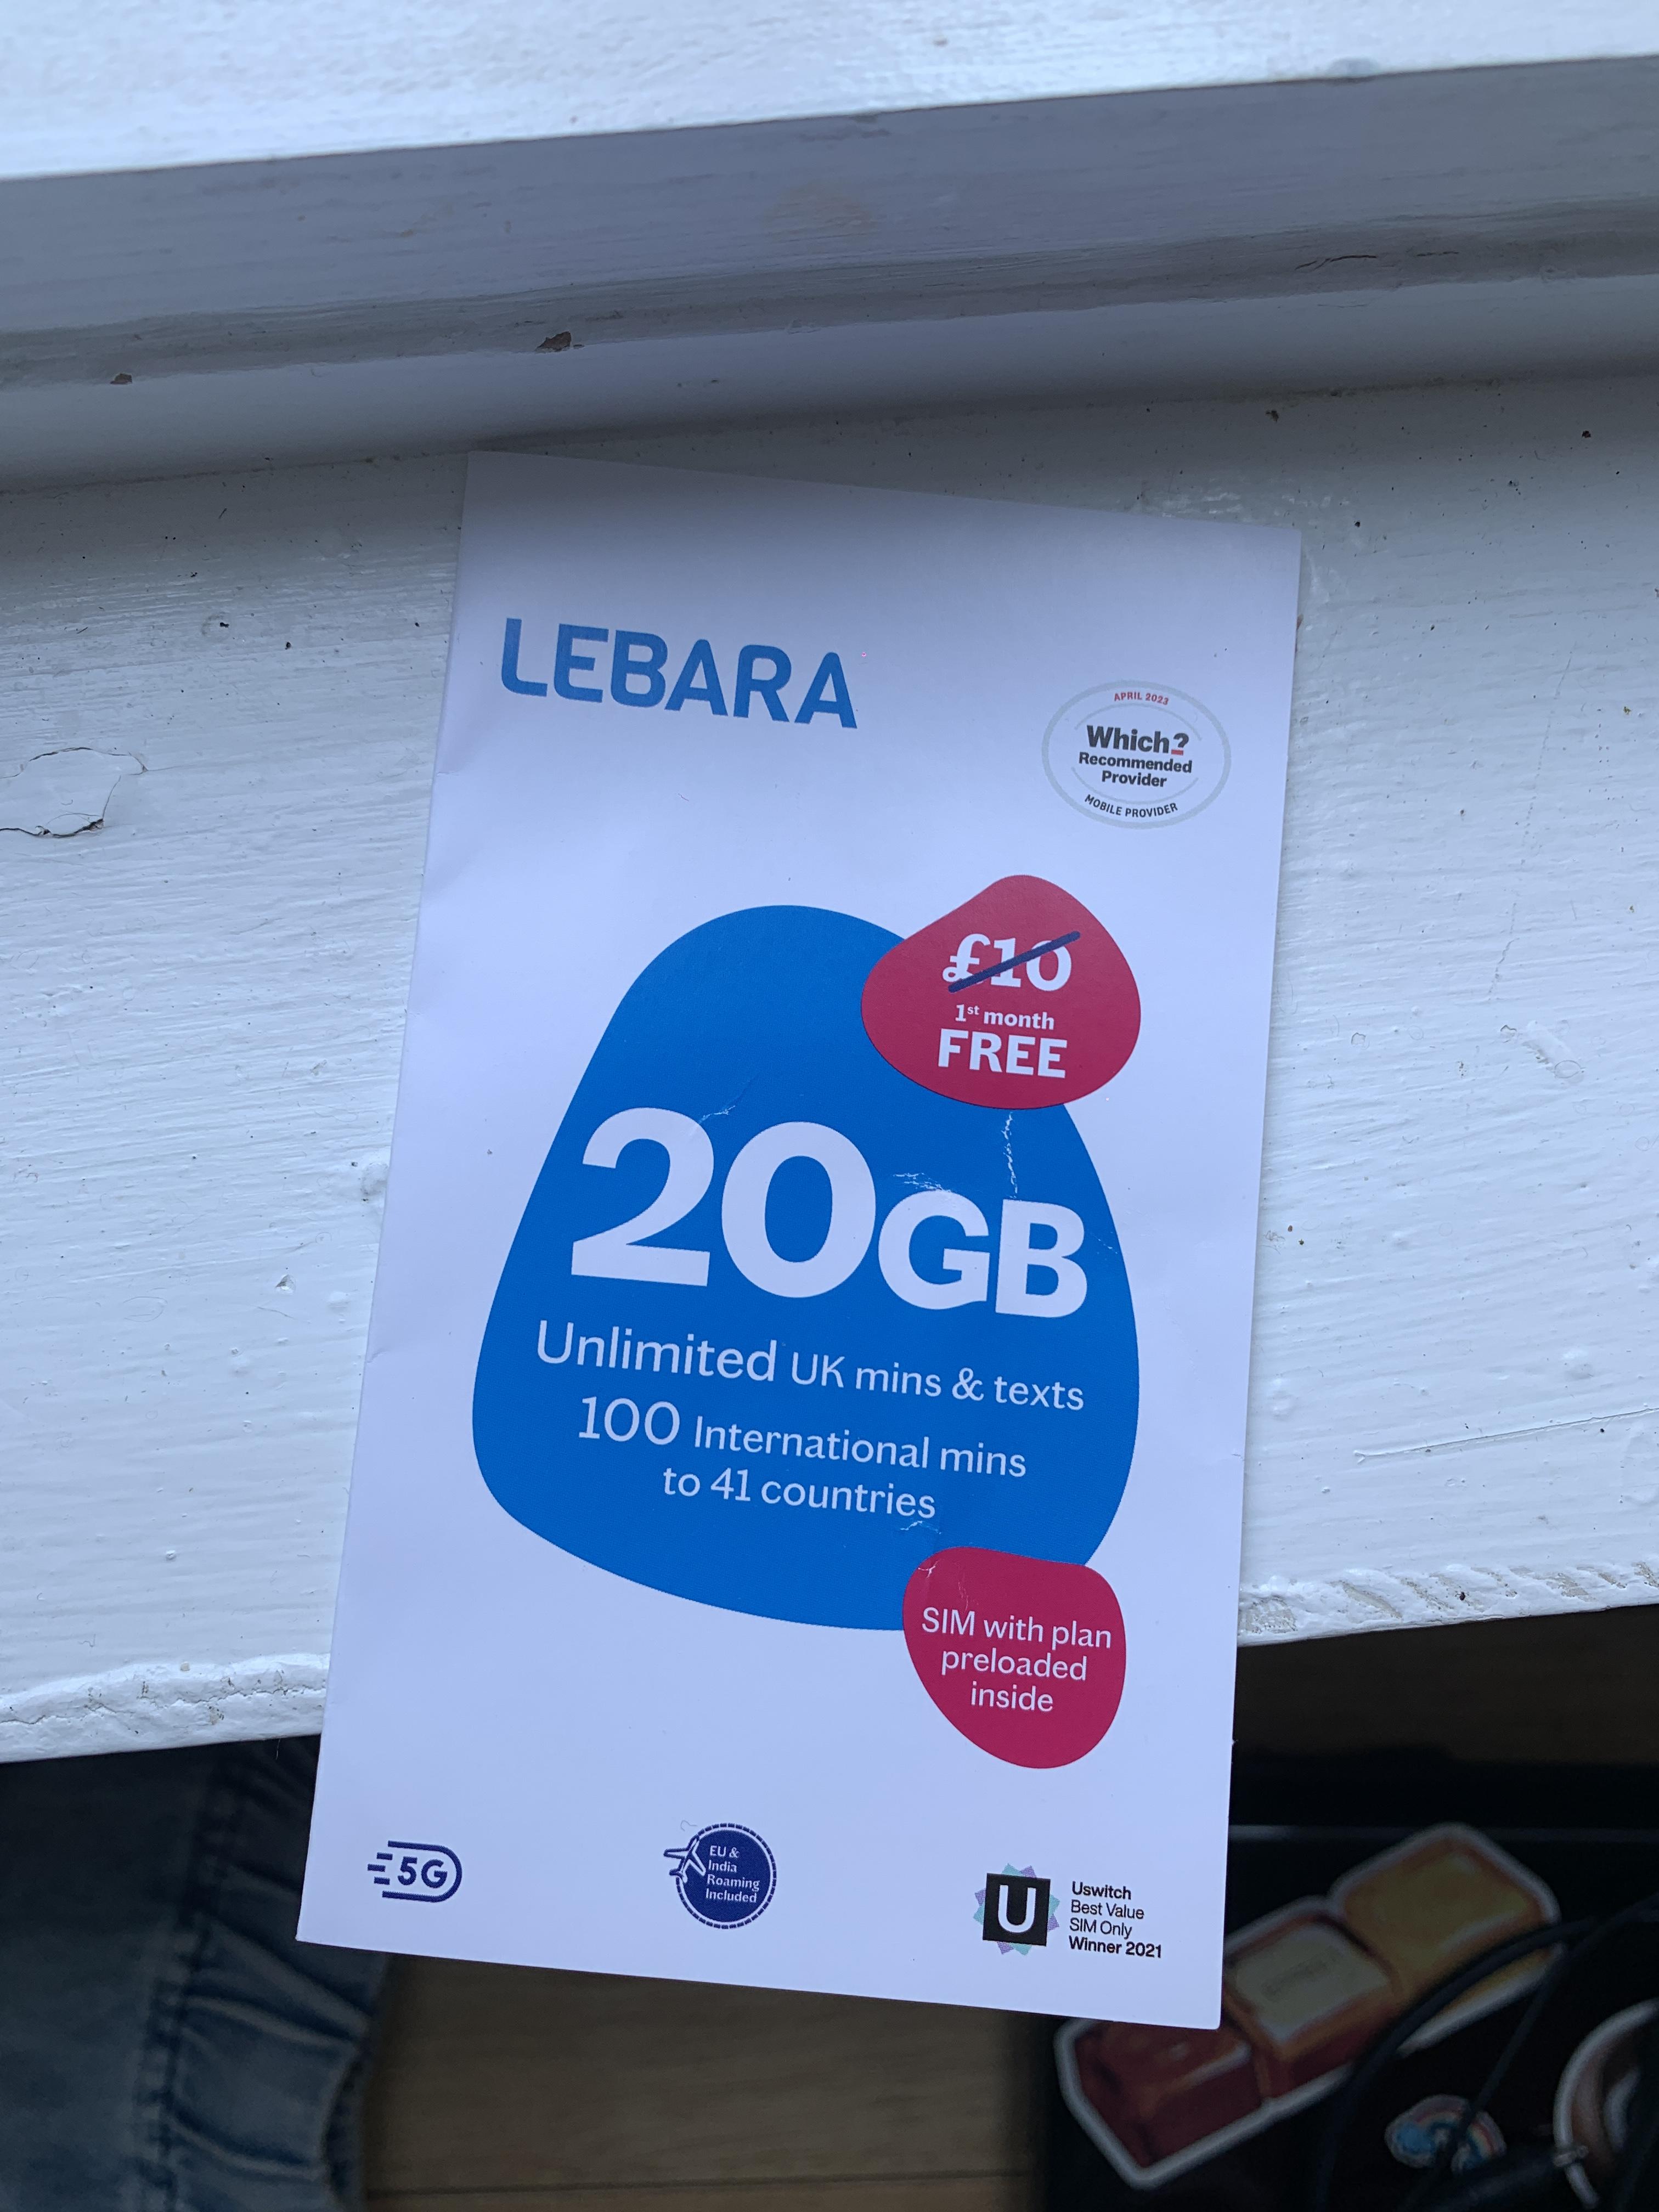 LEBARA
APRIL 2023
Which?
Recommended
Provider
MOBILE PROVIDER
£10
1st month
FREE
20GB
Unlimited UK mins & texts
100 International mins
to 41 countries
SIM with plan
preloaded
inside
5G
EU &
India
Roaming
Included
U
Uswitch
Best Value
SIM Only
Winner 2021